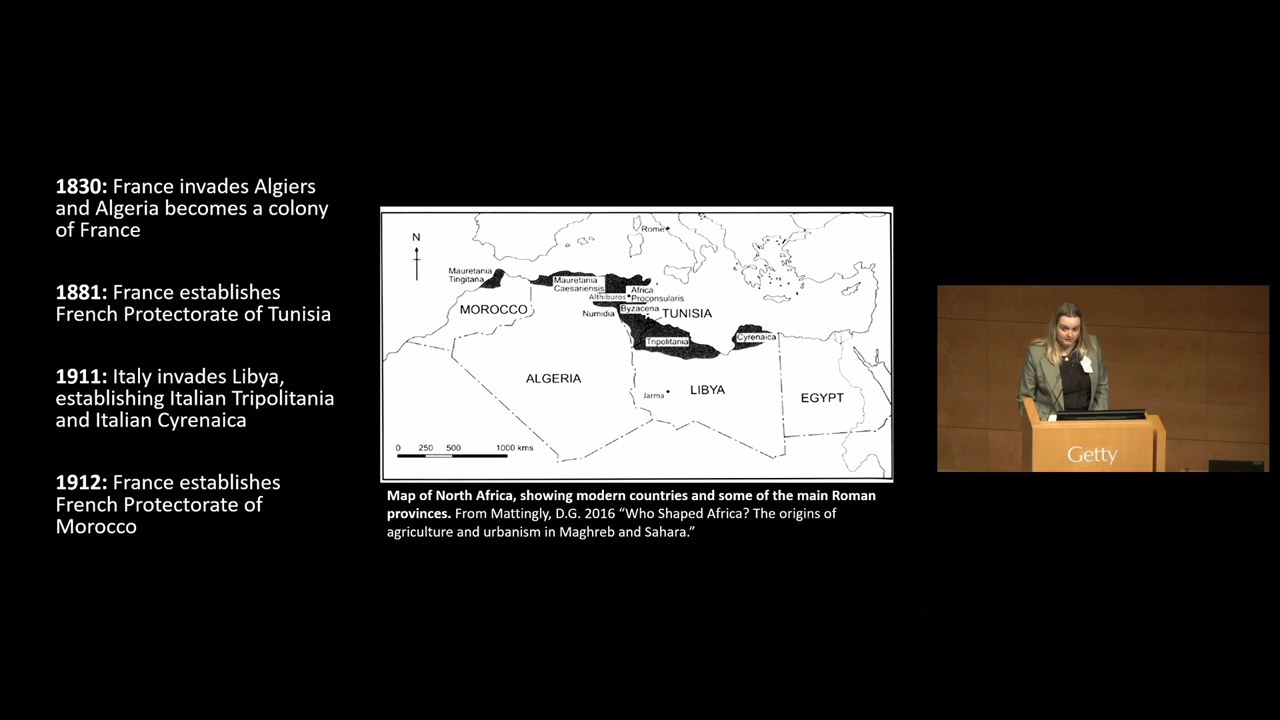 1830: France invades Algiers
and Algeria becomes a colony
of France
1881: France establishes
French Protectorate of Tunisia
1911: Italy invades Libya,
establishing Italian Tripolitania
and Italian Cyrenaica
1912: France establishes
French Protectorate of
Morocco
Rome
N
Mauretania
Tingitana
Mauretania
Caesariensis
Africa
Proconsularis
Althiburos
Byzacena
Numidia
MOROCCO
TUNISIA
Tripolitania
Cyrenaica
ALGERIA
LIBYA
Jarma
EGYPT
0 250 500 1000 kms
Map of North Africa, showing modern countries and some of the main Roman
provinces. From Mattingly, D.G. 2016 “Who Shaped Africa? The origins of
agriculture and urbanism in Maghreb and Sahara.”
Getty